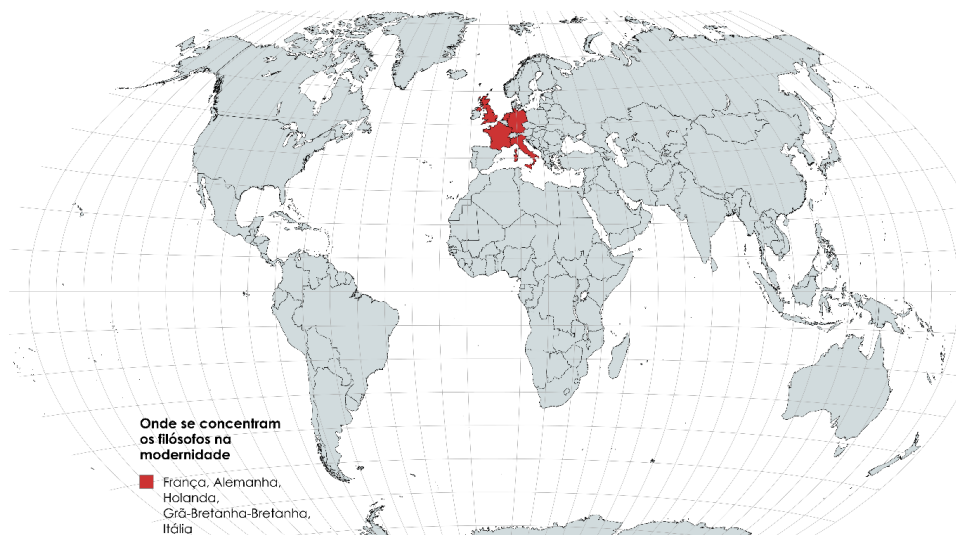 Onde se concentram
os filósofos na
modernidade
França, Alemanha,
Holanda,
Grã-Bretanha-Bretanha,
Itália